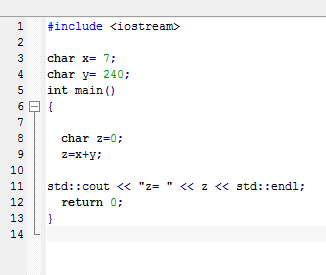 1 #include <iostream>
2
3 char x= 7;
4 char y= 240;
5 int main()
6 {
7
8 char z=0;
9 z=x+y;
10
11 std::cout << "z= " << z << std::endl;
12 return 0;
13 }
14